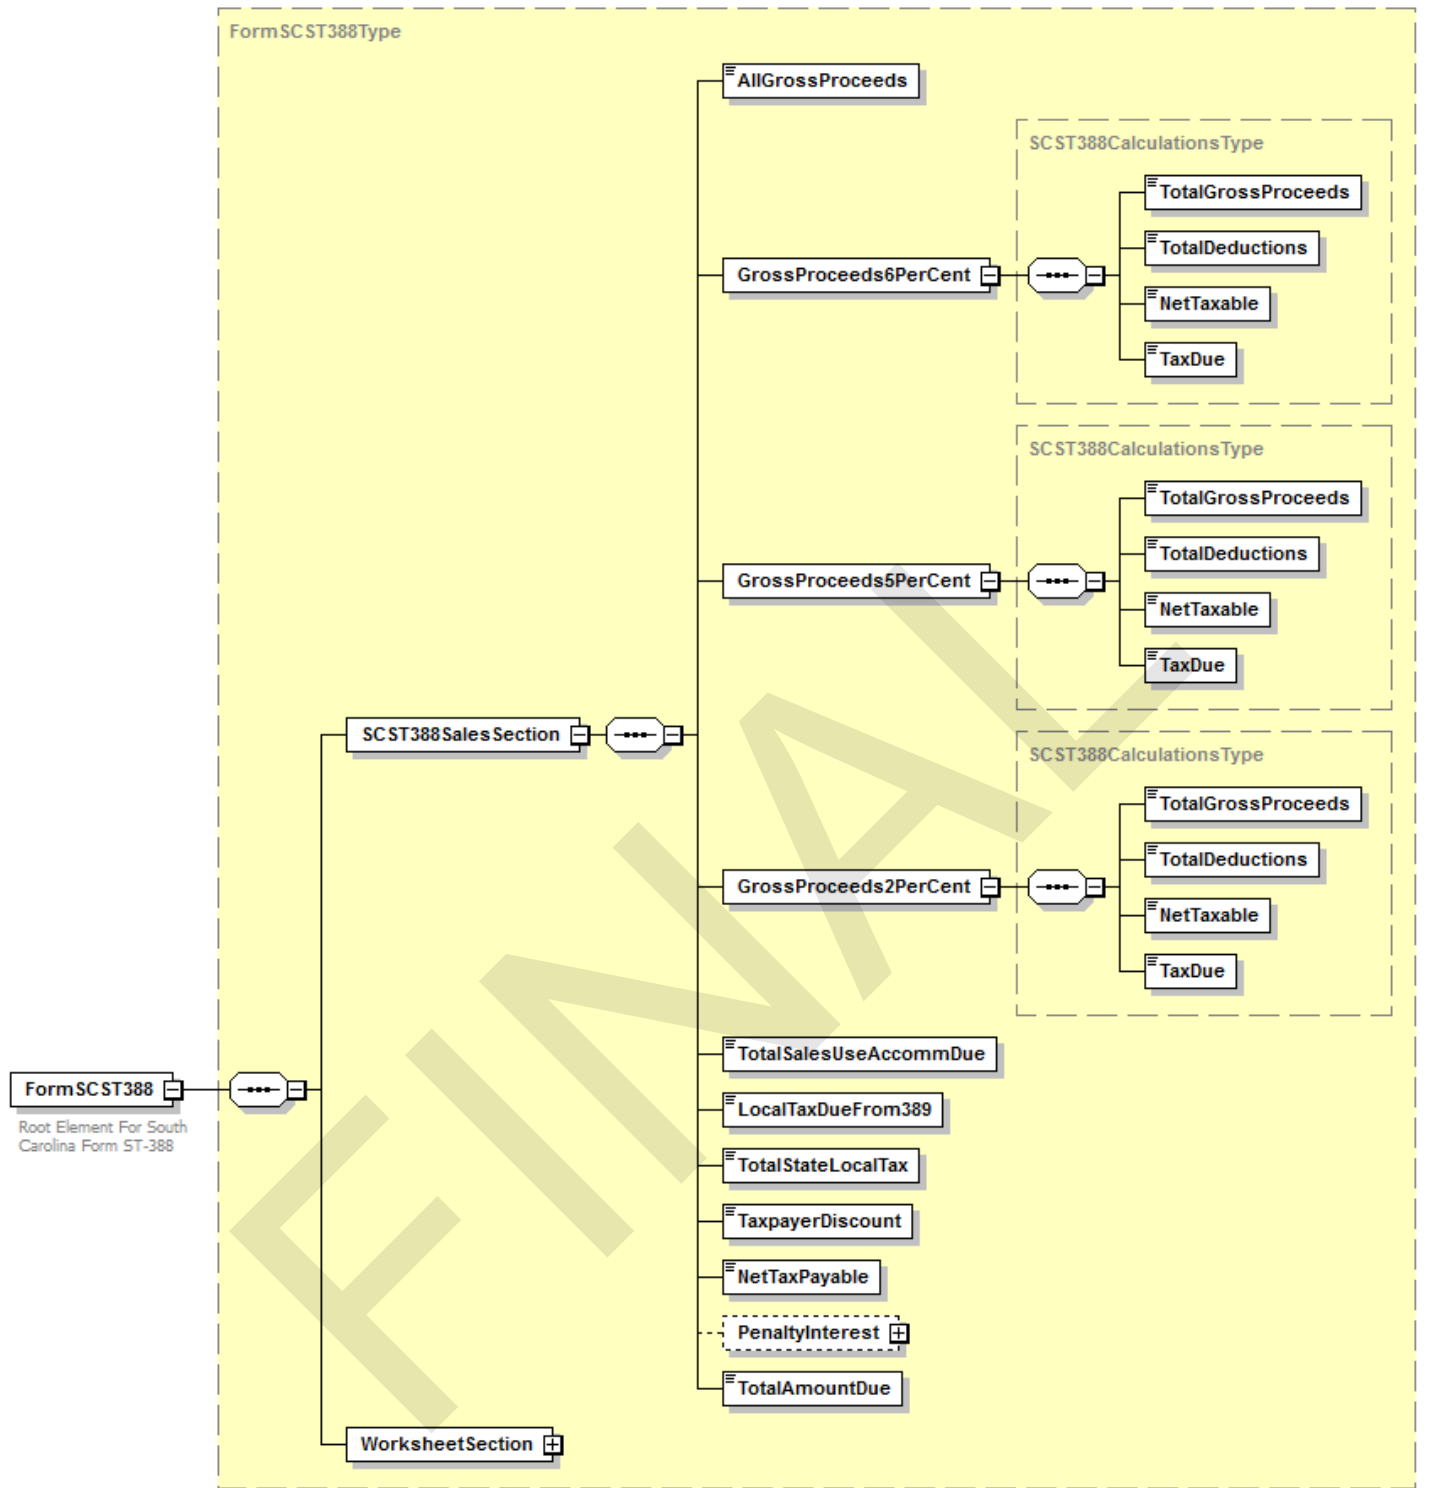 FormSCST388Type
AllGrossProceeds
SCST388CalculationsType
TotalGrossProceeds
TotalDeductions
GrossProceeds6PerCent
NetTaxable
TaxDue
SCST388CalculationsType
TotalGrossProceeds
TotalDeductions
GrossProceeds5PerCent
NetTaxable
TaxDue
SCST388SalesSection
SCST388CalculationsType
TotalGrossProceeds
TotalDeductions
GrossProceeds2PerCent
NetTaxable
TaxDue
TotalSalesUseAccommDue
FormSCST388
Root Element For South
Carolina Form ST-388
LocalTaxDueFrom389
TotalStateLocalTax
TaxpayerDiscount
NetTaxPayable
PenaltyInterest
TotalAmountDue
WorksheetSection
FINAL